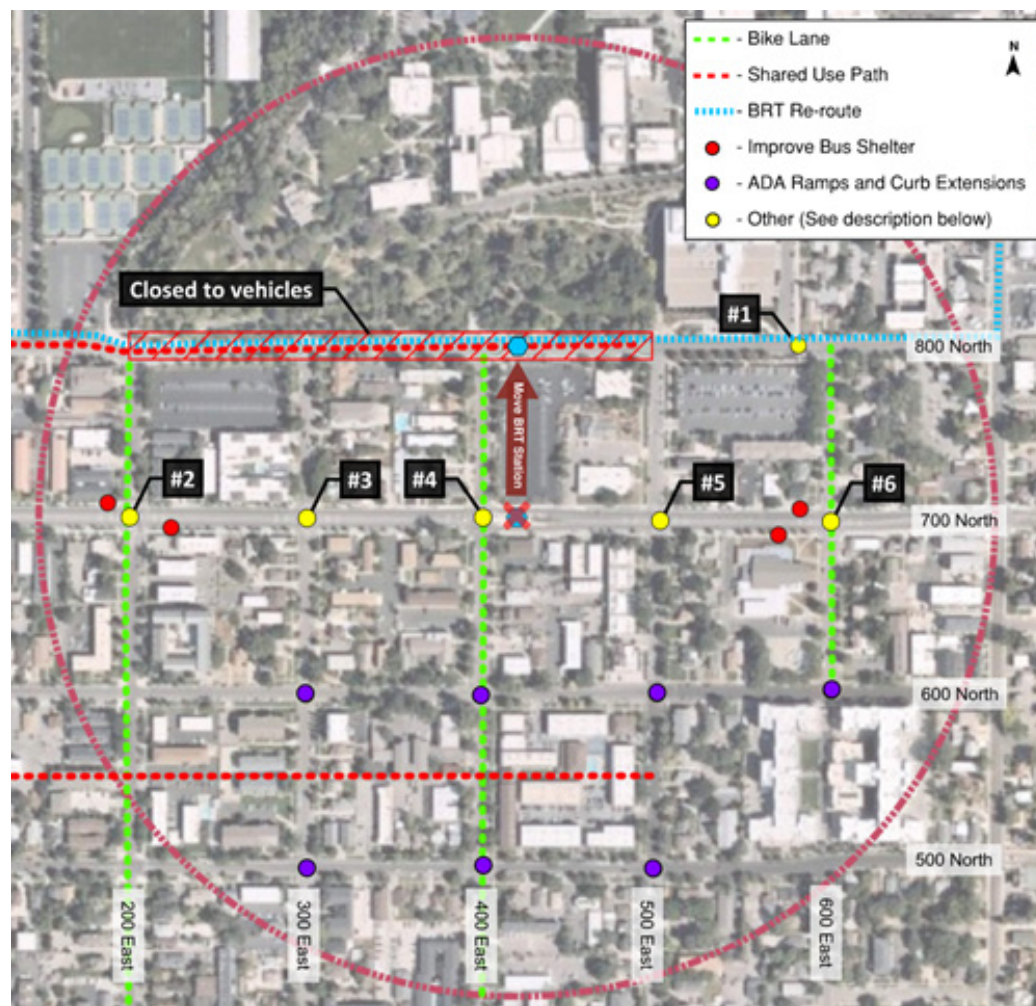 - Bike Lane
N
- Shared Use Path
- BRT Re-route
- Improve Bus Shelter
- ADA Ramps and Curb Extensions
- Other (See description below)
Closed to vehicles
#1
800 North
Move BRT Station
#2
#3
#4
#5
#6
700 North
600 North
500 North
200 East
300 East
400 East
500 East
600 East